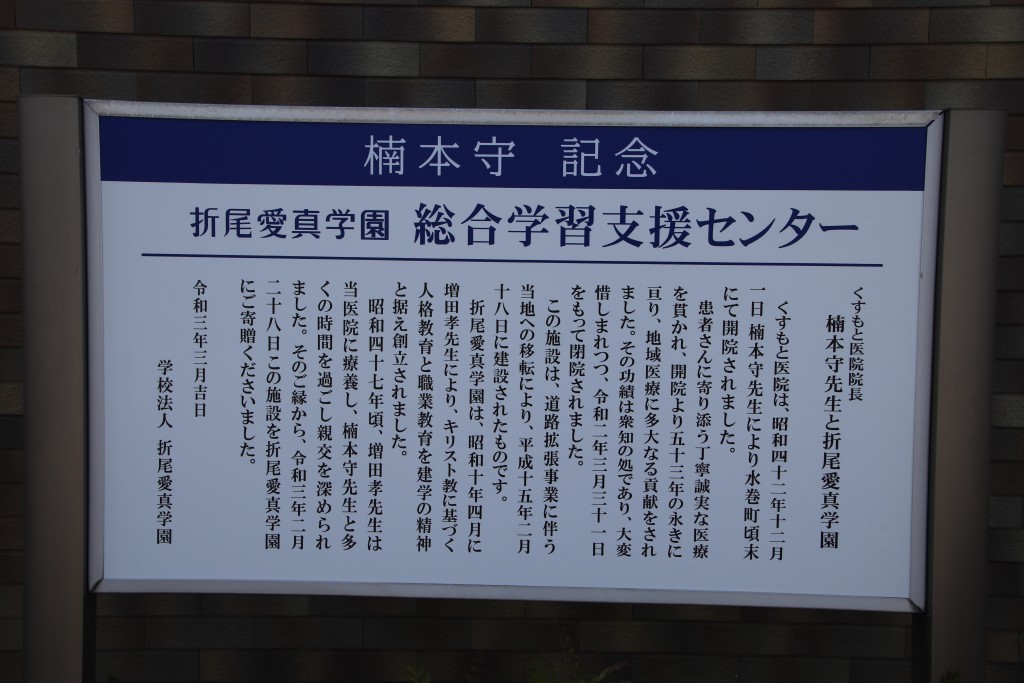 楠本守 記念
折尾愛真学園 総合学習支援センター
くすもと医院院長
楠本守先生と折尾愛真学園
くすもと医院は、昭和四十二年十二月
一日 楠本守先生により水巻町頃末
にて開院されました。
患者さんに寄り添う丁寧誠実な医療
を貫かれ、開院より五十三年の永きに
亘り、地域医療に多大なる貢献をされ
ました。その功績は衆知の処であり、大変
惜しまれつつ、令和二年三月三十一日
をもって閉院されました。
この施設は、道路拡張事業に伴う
当地への移転により、平成十五年二月
十八日に建設されたものです。
折尾愛真学園は、昭和十年四月に
増田孝先生により、キリスト教に基づく
人格教育と職業教育を建学の精神
と据え創立されました。
昭和四十七年頃、増田孝先生は
当医院に療養し、楠本守先生と多
くの時間を過ごし親交を深められ
ました。そのご縁から、令和三年二月
二十八日この施設を折尾愛真学園
にご寄贈くださいました。
令和三年三月吉日
学校法人 折尾愛真学園